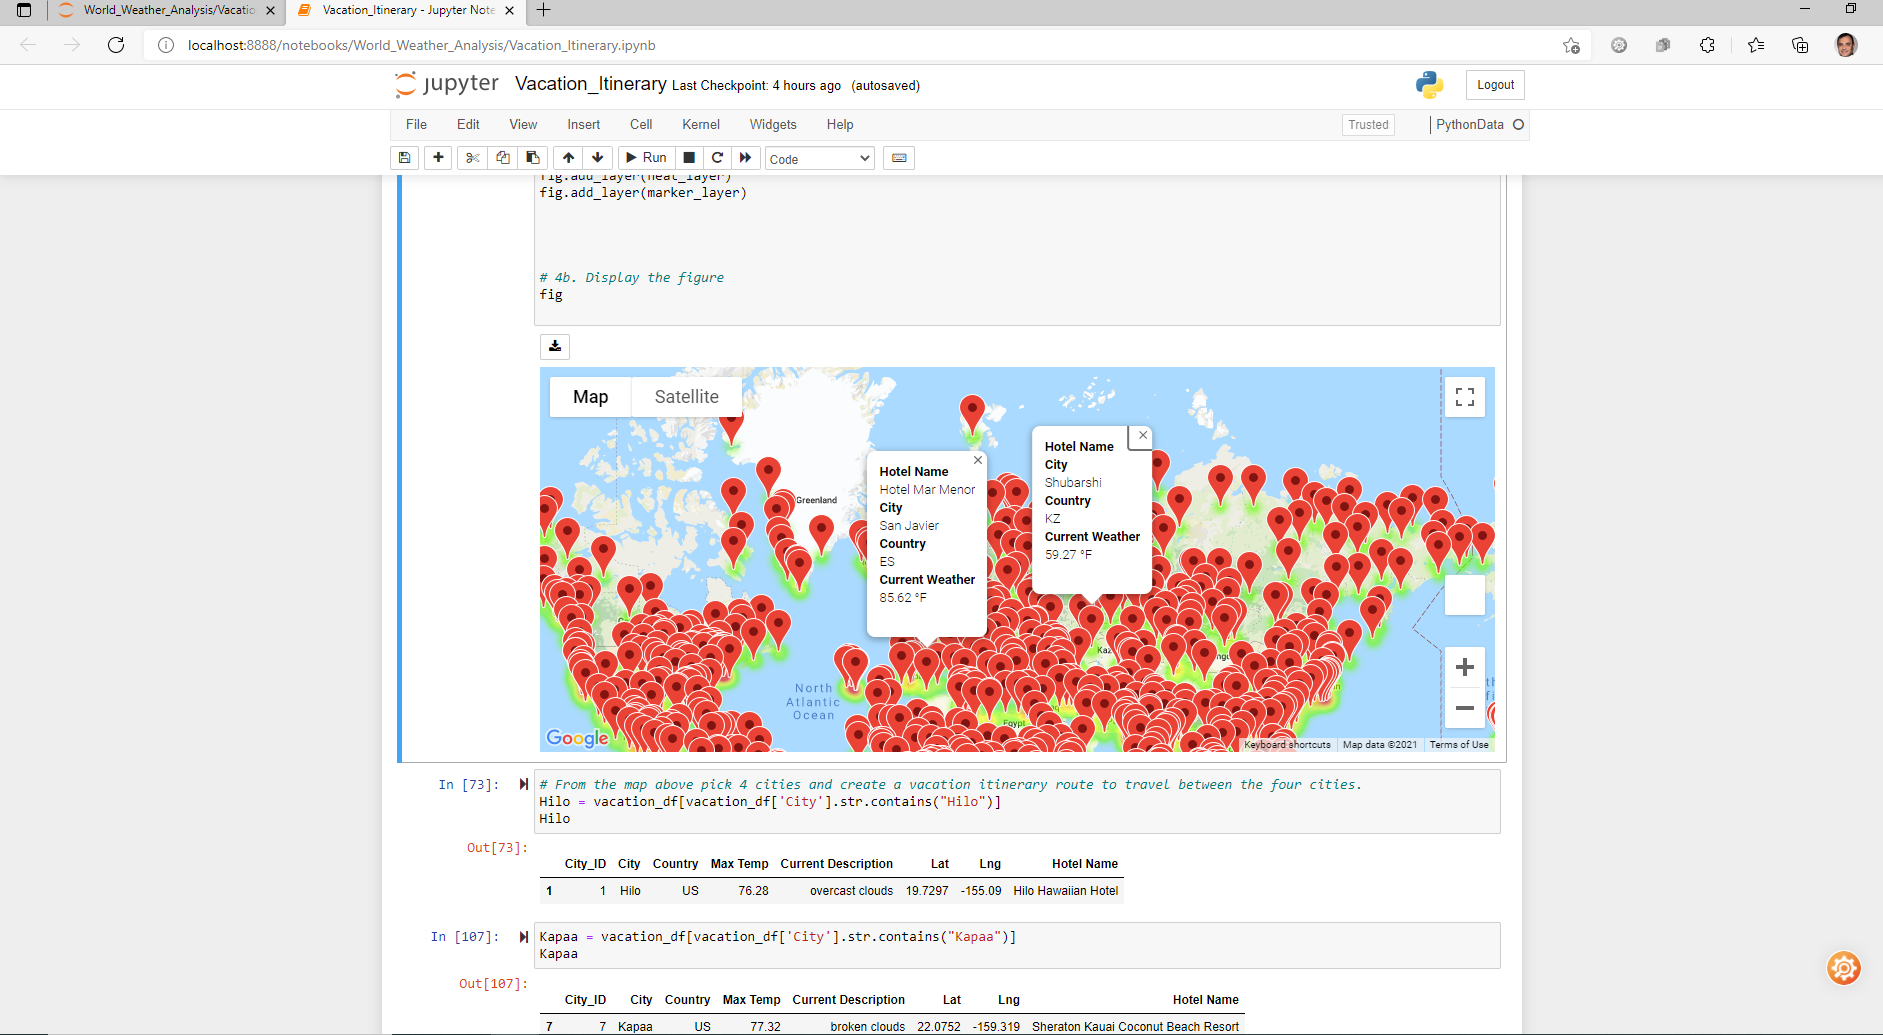 World_Weather_Analysis/Vacatio
Vacation_Itinerary - Jupyter Note
localhost:8888/notebooks/World_Weather_Analysis/Vacation_Itinerary.ipynb
jupyter Vacation_Itinerary Last Checkpoint: 4 hours ago (autosaved)
Logout
File Edit View Insert Cell Kernel Widgets Help
Trusted
PythonData
Run
Code
fig.add_layer(heat_layer)
fig.add_layer(marker_layer)
# 4b. Display the figure
fig
Map Satellite
Greenland
Hotel Name
Hotel Mar Menor
City
San Javier
Country
ES
Current Weather
85.62 °F
Hotel Name
City
Shubarshi
Country
KZ
Current Weather
59.27 °F
North
Atlantic
Ocean
Egypt
Google
Keyboard shortcuts Map data ©2021 Terms of Use
In [73]:
# From the map above pick 4 cities and create a vacation itinerary route to travel between the four cities.
Hilo = vacation_df[vacation_df['City'].str.contains("Hilo")]
Hilo
Out[73]:
City_ID City Country Max Temp Current Description Lat Lng Hotel Name
1 1 Hilo US 76.28 overcast clouds 19.7297 -155.09 Hilo Hawaiian Hotel
In [107]:
Kapaa = vacation_df[vacation_df['City'].str.contains("Kapaa")]
Kapaa
Out[107]:
City_ID City Country Max Temp Current Description Lat Lng Hotel Name
7 7 Kapaa US 77.32 broken clouds 22.0752 -159.319 Sheraton Kauai Coconut Beach Resort